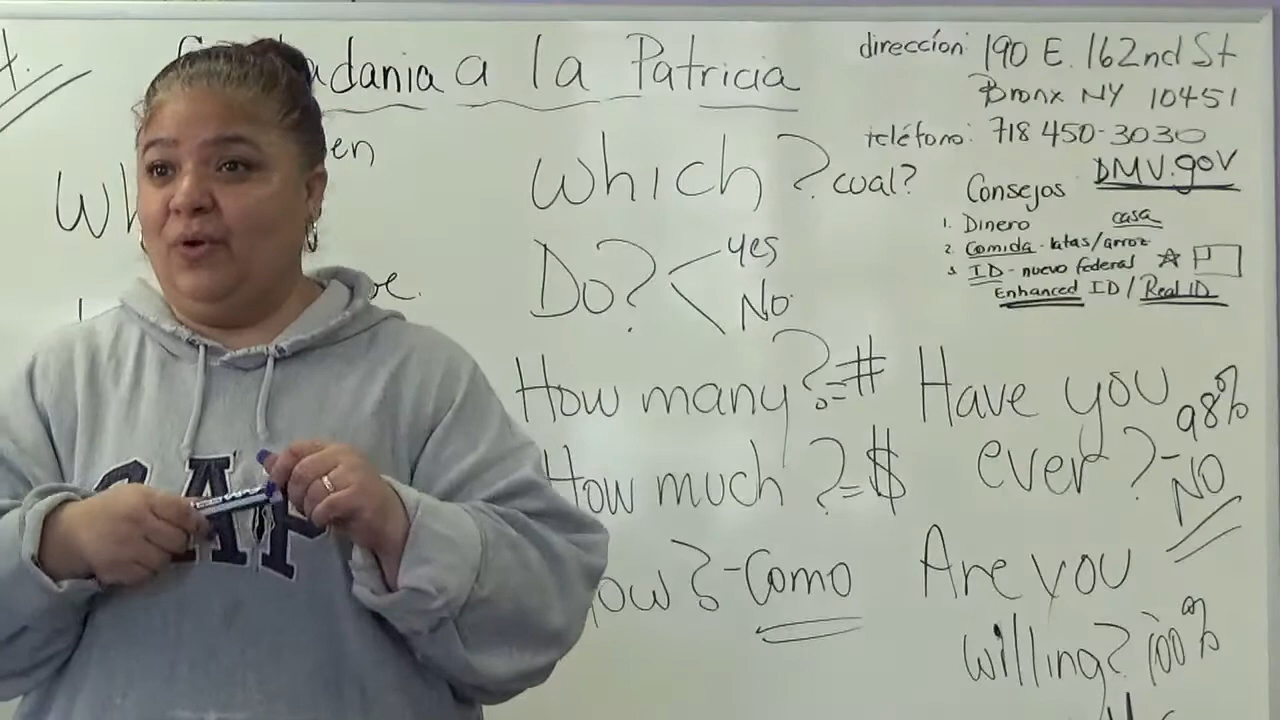 a la Patricia
dirección: 190 E. 162nd St
Bronx NY 10451
teléfono: 718 450-3030
DMV.gov
Consejos
1. Dinero casa
2. Comida - latas/arroz
3. ID - nuevo federal
Enhanced ID / Real ID
Which? cual?
Do? yes
No
How many? = #
How much? = $
How? - Como
Have you
ever? - 98%
NO
Are you
willing? 100%
GAP